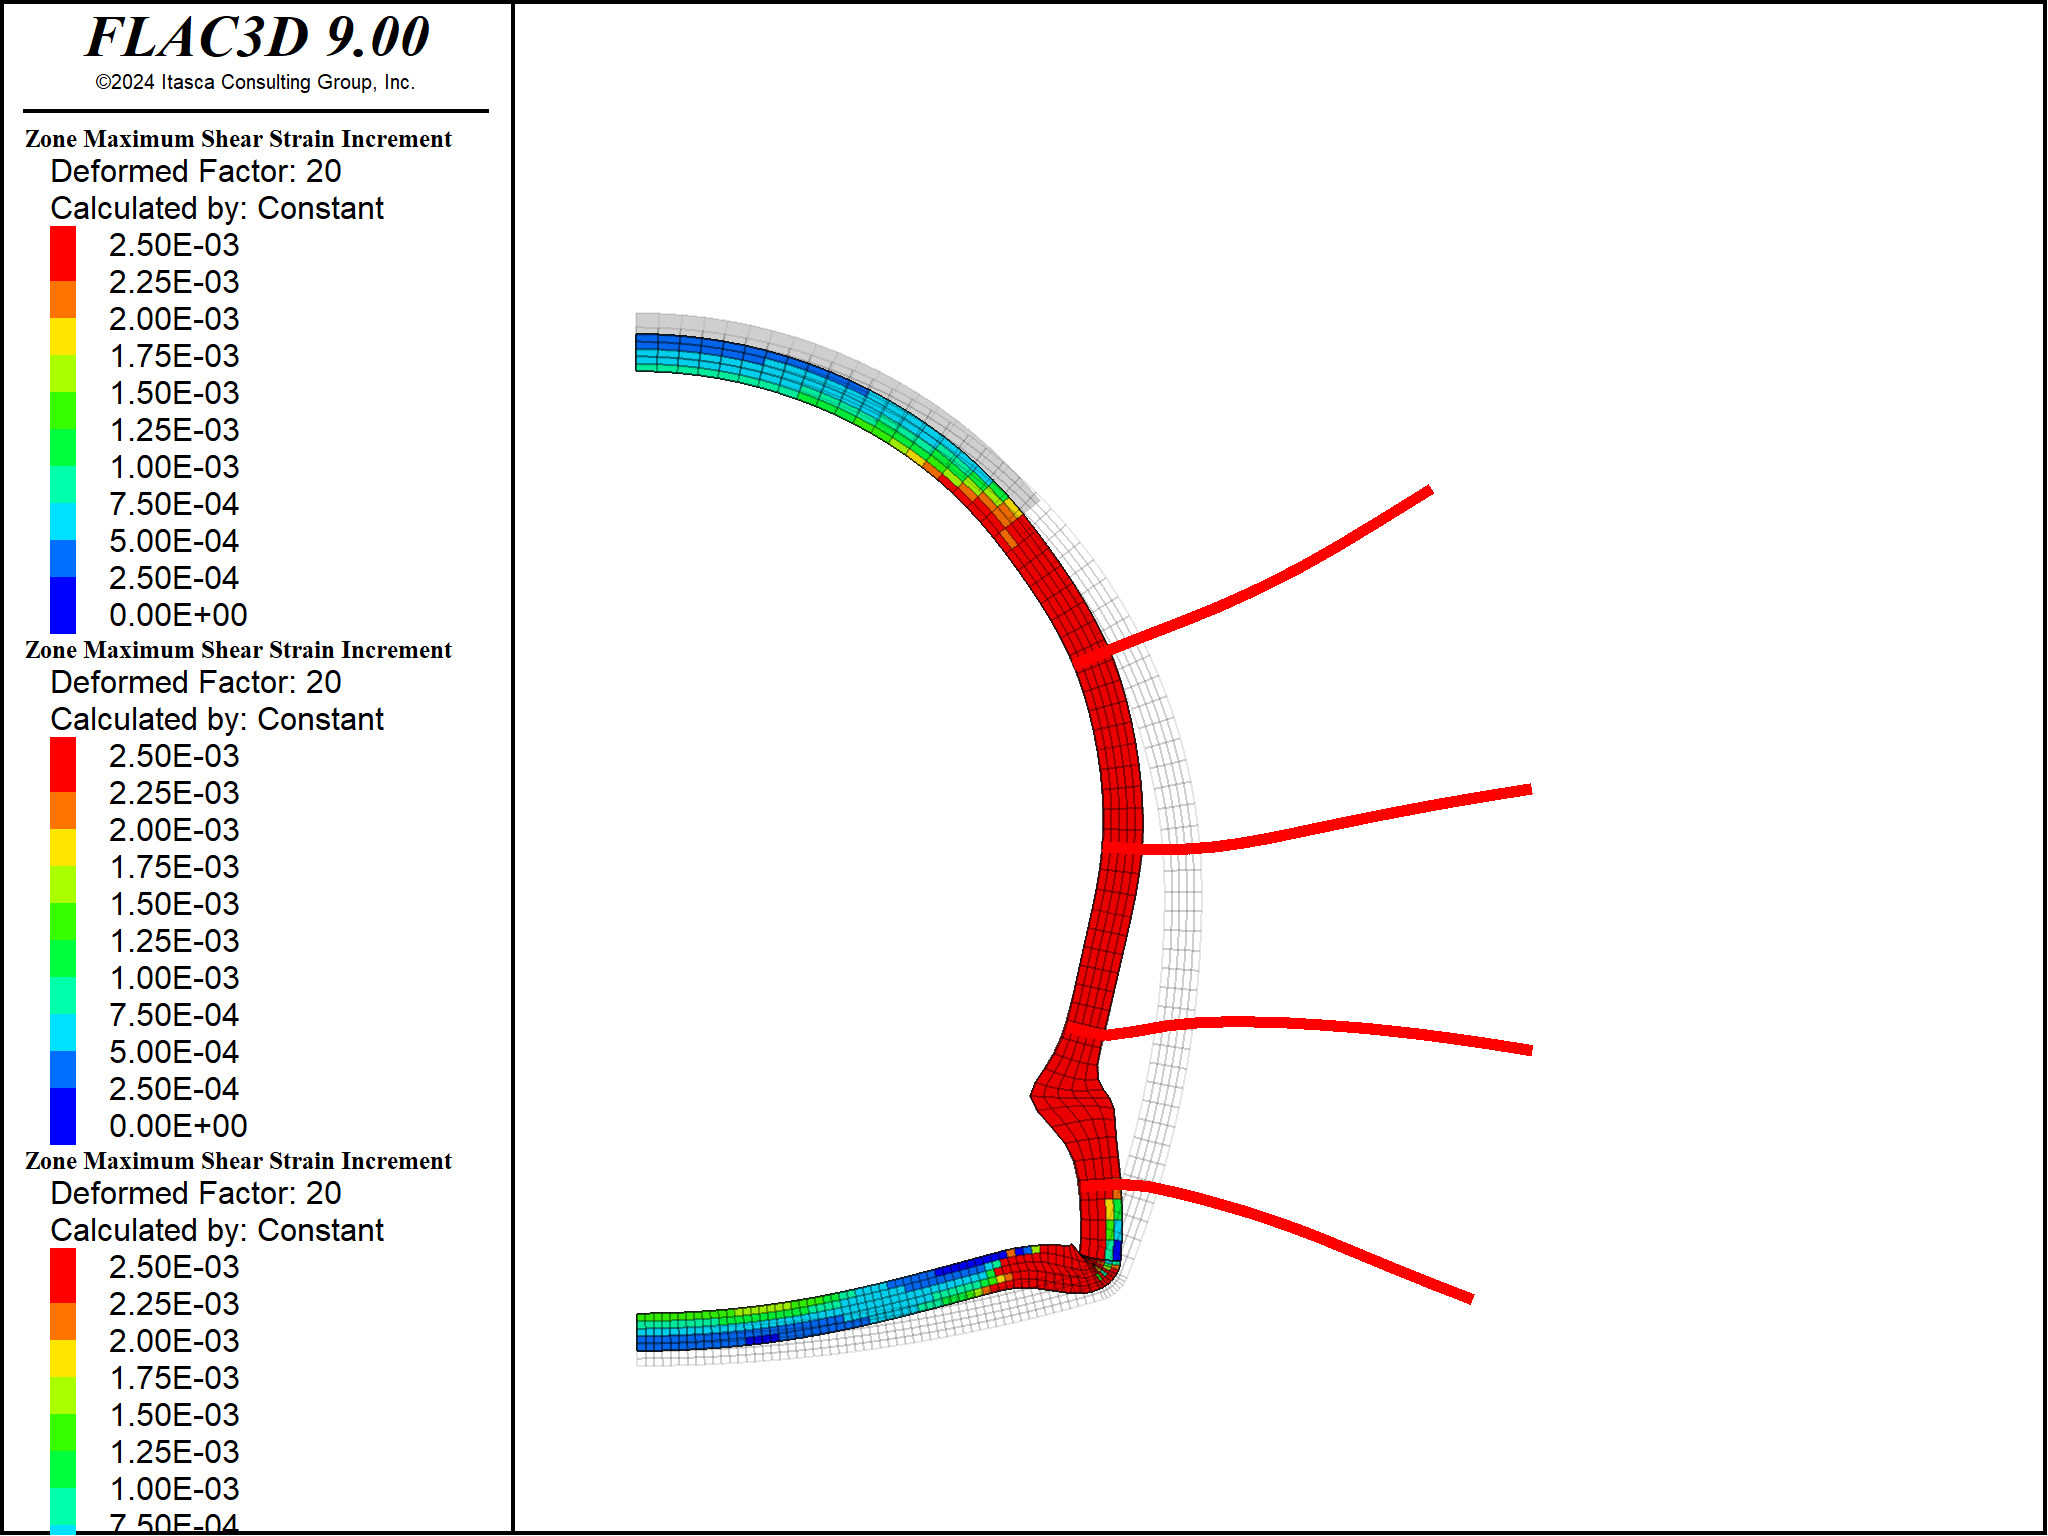 FLAC3D 9.00
©2024 Itasca Consulting Group, Inc.
Zone Maximum Shear Strain Increment
Deformed Factor: 20
Calculated by: Constant
2.50E-03
2.25E-03
2.00E-03
1.75E-03
1.50E-03
1.25E-03
1.00E-03
7.50E-04
5.00E-04
2.50E-04
0.00E+00
Zone Maximum Shear Strain Increment
Deformed Factor: 20
Calculated by: Constant
2.50E-03
2.25E-03
2.00E-03
1.75E-03
1.50E-03
1.25E-03
1.00E-03
7.50E-04
5.00E-04
2.50E-04
0.00E+00
Zone Maximum Shear Strain Increment
Deformed Factor: 20
Calculated by: Constant
2.50E-03
2.25E-03
2.00E-03
1.75E-03
1.50E-03
1.25E-03
1.00E-03
7.50E-04